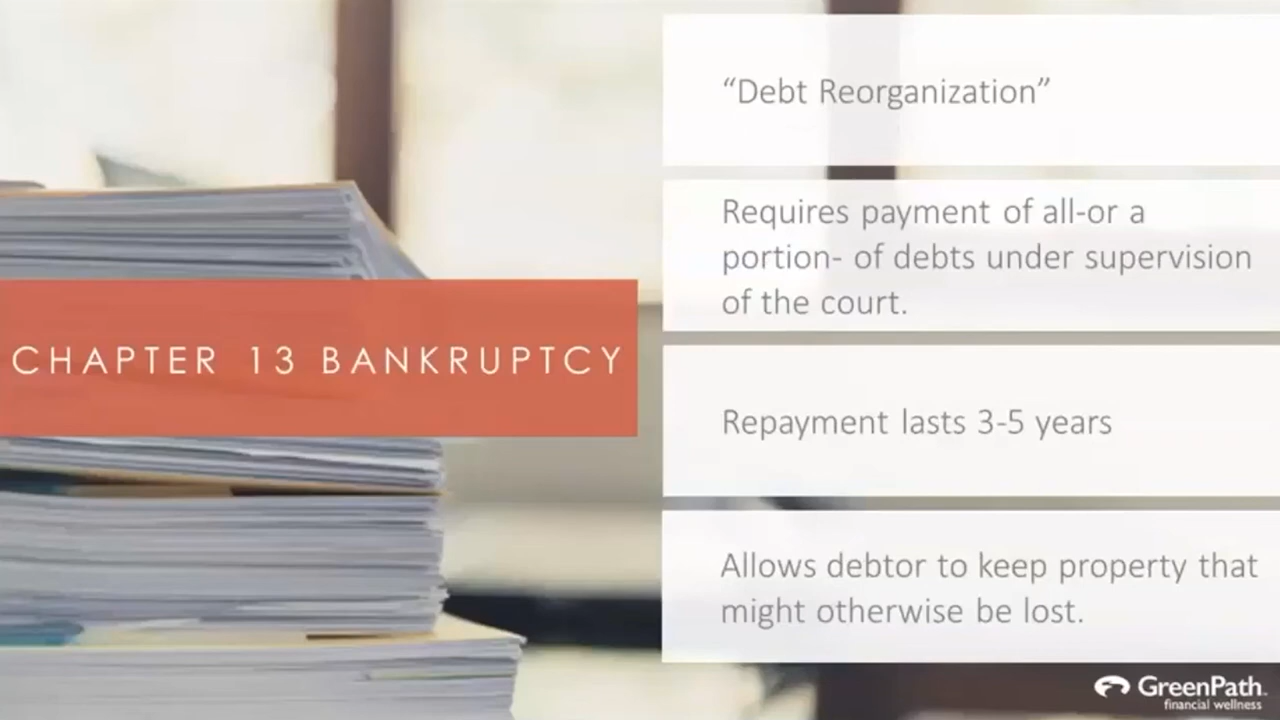 CHAPTER 13 BANKRUPTCY
“Debt Reorganization”
Requires payment of all-or a
portion- of debts under supervision
of the court.
Repayment lasts 3-5 years
Allows debtor to keep property that
might otherwise be lost.
GreenPath
financial wellness